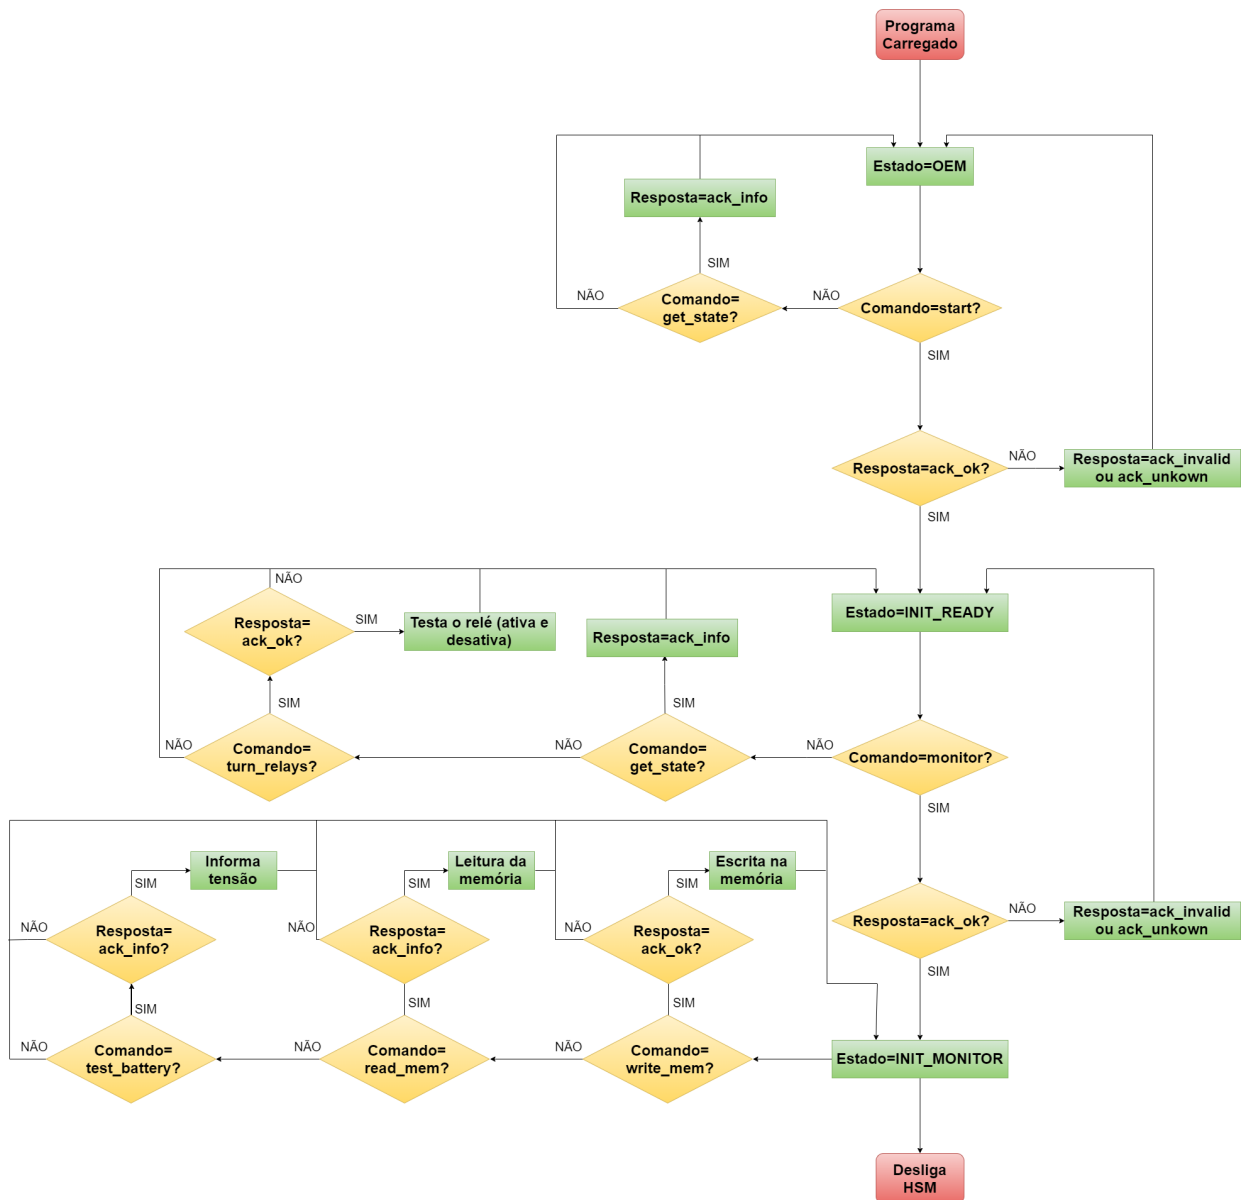 Programa
Carregado
Estado=OEM
Resposta=ack_info
SIM
NÃO
Comando=
get_state?
NÃO
Comando=start?
SIM
Resposta=ack_ok?
NÃO
Resposta=ack_invalid
ou ack_unkown
SIM
NÃO
Resposta=
ack_ok?
SIM
Testa o relé (ativa e
desativa)
Resposta=ack_info
Estado=INIT_READY
SIM
SIM
NÃO
Comando=
turn_relays?
NÃO
Comando=
get_state?
NÃO
Comando=monitor?
SIM
Informa
tensão
Leitura da
memória
Escrita na
memória
SIM
SIM
SIM
NÃO
Resposta=
ack_info?
NÃO
Resposta=
ack_info?
NÃO
Resposta=
ack_ok?
Resposta=ack_ok?
NÃO
Resposta=ack_invalid
ou ack_unkown
SIM
SIM
SIM
SIM
NÃO
Comando=
test_battery?
NÃO
Comando=
read_mem?
NÃO
Comando=
write_mem?
Estado=INIT_MONITOR
Desliga
HSM